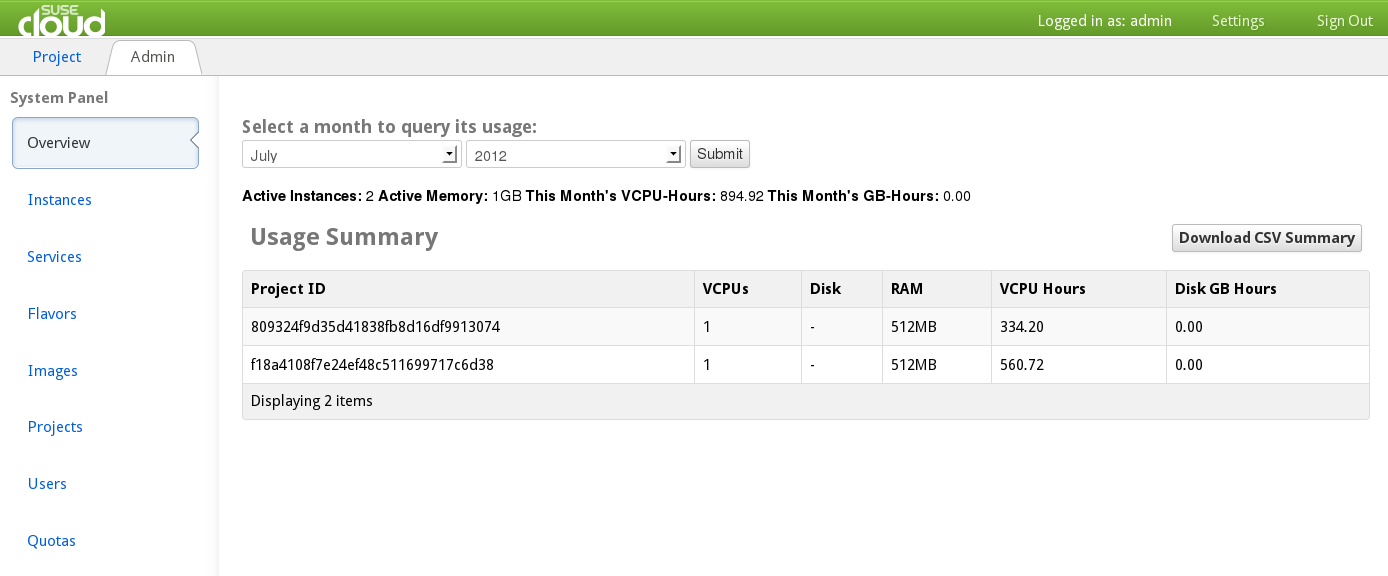 SUSE
cloud
Logged in as: admin Settings Sign Out
Project Admin
System Panel
Overview
Instances
Services
Flavors
Images
Projects
Users
Quotas
Select a month to query its usage:
July 2012 Submit
Active Instances: 2 Active Memory: 1GB This Month's VCPU-Hours: 894.92 This Month's GB-Hours: 0.00
Usage Summary Download CSV Summary
Project ID VCPUs Disk RAM VCPU Hours Disk GB Hours
809324f9d35d41838fb8d16df9913074 1 - 512MB 334.20 0.00
f18a4108f7e24ef48c511699717c6d38 1 - 512MB 560.72 0.00
Displaying 2 items